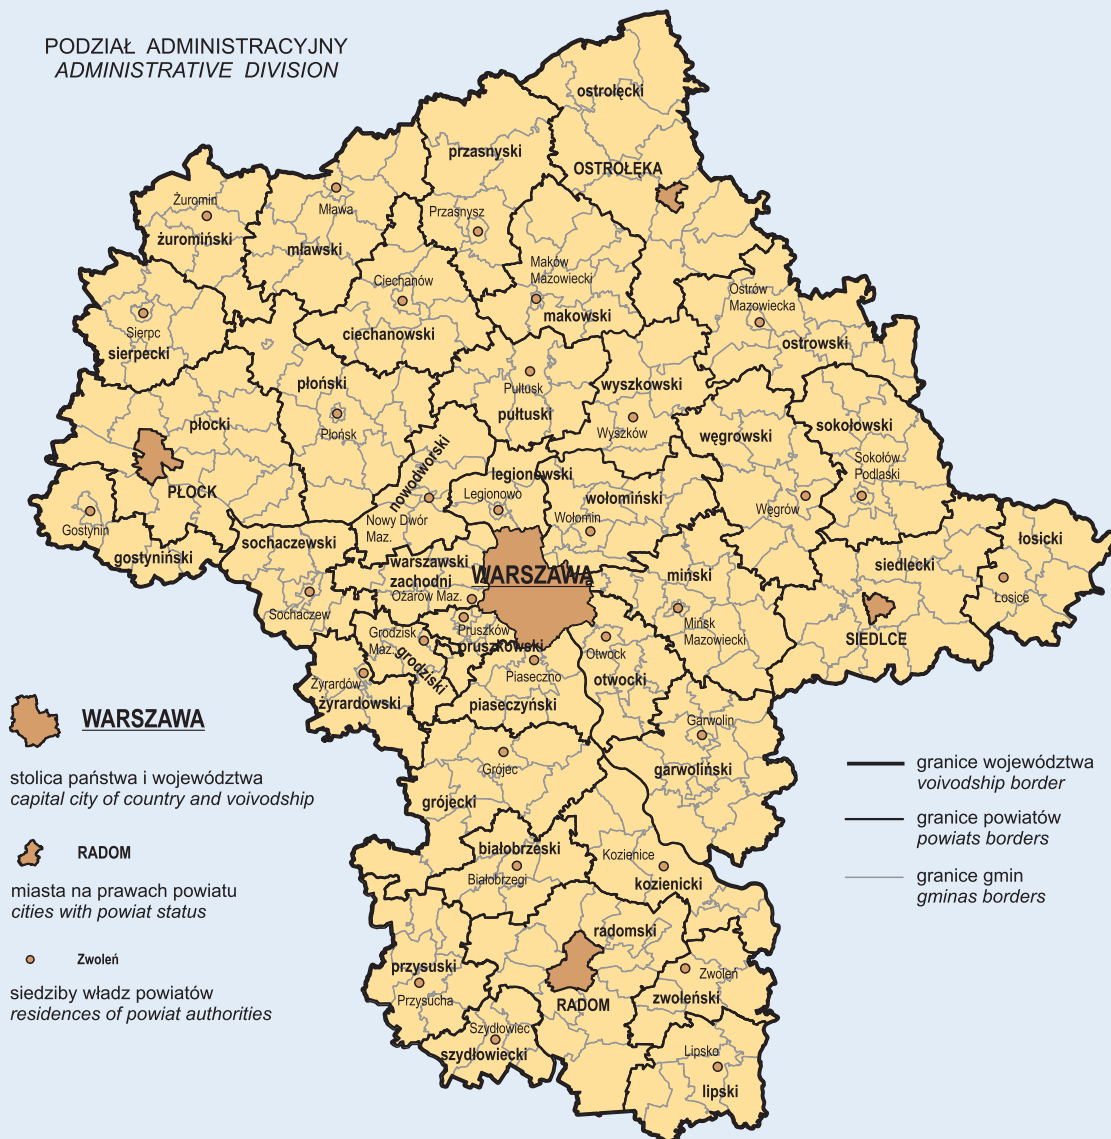 PODZIAŁ ADMINISTRACYJNY
ADMINISTRATIVE DIVISION
ostrołęcki
przasnyski
OSTROŁĘKA
Żuromin
Mława
Przasnysz
żuromiński
mławski
Maków
Mazowiecki
Ciechanów
Ostrów
Mazowiecka
makowski
Sierpc
ciechanowski
ostrowski
sierpecki
płoński
Pułtusk
wyszkowski
pułtuski
płocki
Płońsk
Wyszków
węgrowski
sokołowski
nowodworski
Sokołów
Podlaski
legionowski
PŁOCK
Legionowo
wołomiński
Węgrów
Gostynin
Nowy Dwór
Maz.
Wołomin
gostyniński
sochaczewski
łosicki
warszawski
zachodni
WARSZAWA
miński
siedlecki
Ożarów Maz.
Łosice
Sochaczew
Pruszków
Mińsk
Mazowiecki
SIEDLCE
Grodzisk
Maz.
pruszkowski
Otwock
grodziski
Piaseczno
otwocki
Żyrardów
żyrardowski
piaseczyński
Garwolin
Grójec
garwoliński
grójecki
białobrzeski
Kozienice
Białobrzegi
kozienicki
radomski
przysuski
Zwoleń
Przysucha
RADOM
zwoleński
Szydłowiec
szydłowiecki
Lipsko
lipski
WARSZAWA
stolica państwa i województwa
capital city of country and voivodship
RADOM
miasta na prawach powiatu
cities with powiat status
Zwoleń
siedziby władz powiatów
residences of powiat authorities
granice województwa
voivodship border
granice powiatów
powiats borders
granice gmin
gminas borders